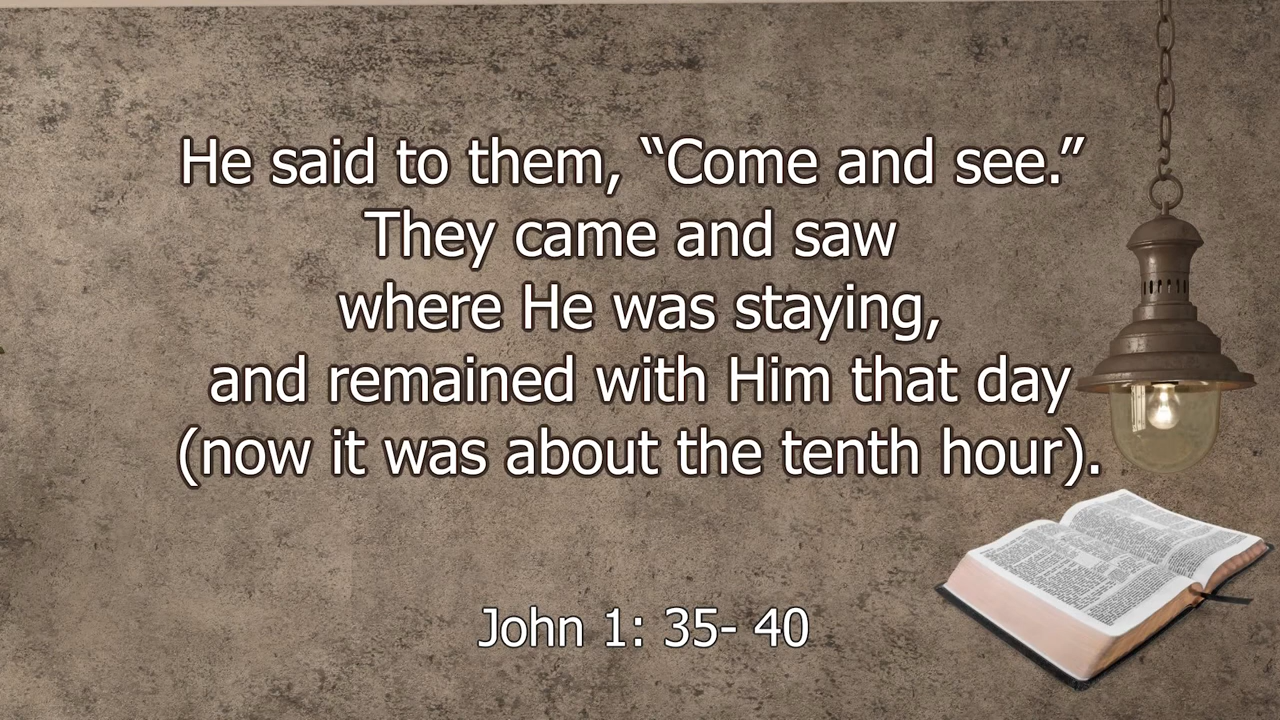 He said to them, “Come and see.”
They came and saw
where He was staying,
and remained with Him that day
(now it was about the tenth hour).
John 1: 35- 40